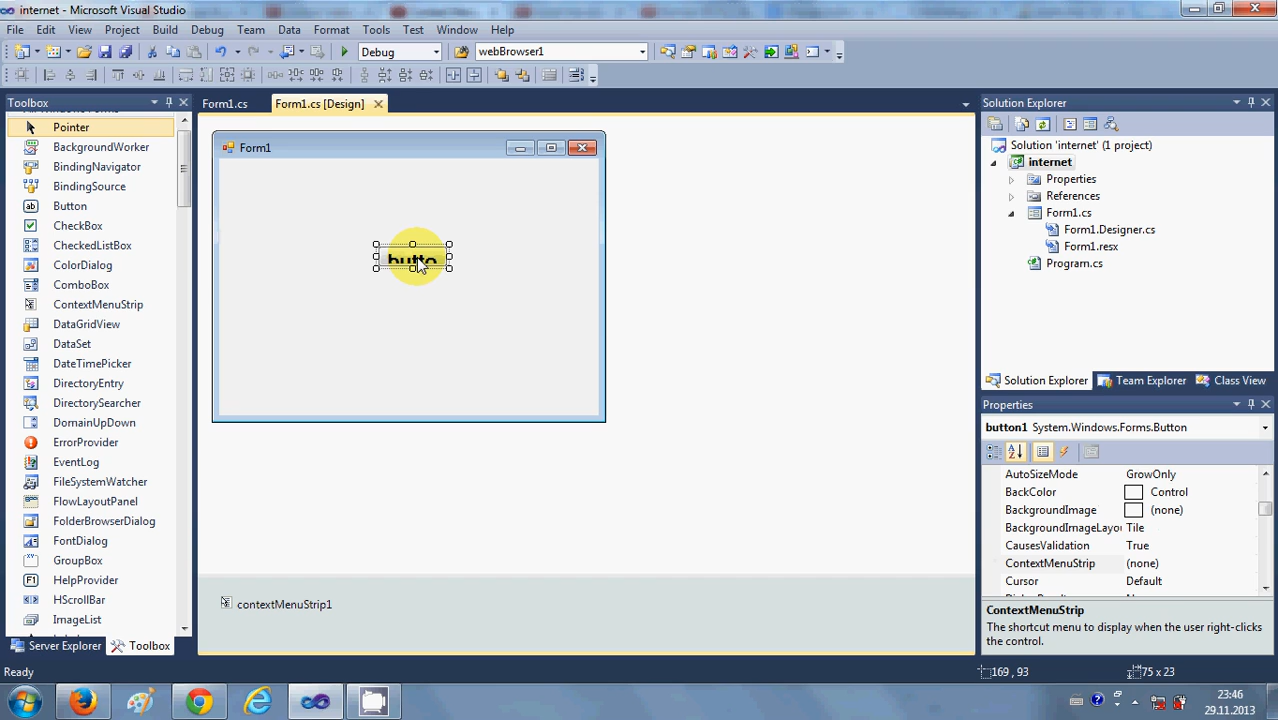 internet - Microsoft Visual Studio
File Edit View Project Build Debug Team Data Format Tools Test Window Help
Debug webBrowser1
Toolbox
Form1.cs Form1.cs [Design]
Solution Explorer
Pointer
BackgroundWorker
BindingNavigator
BindingSource
Button
CheckBox
CheckedListBox
ColorDialog
ComboBox
ContextMenuStrip
DataGridView
DataSet
DateTimePicker
DirectoryEntry
DirectorySearcher
DomainUpDown
ErrorProvider
EventLog
FileSystemWatcher
FlowLayoutPanel
FolderBrowserDialog
FontDialog
GroupBox
HelpProvider
HScrollBar
ImageList
Server Explorer Toolbox
Form1
butto
contextMenuStrip1
Solution 'internet' (1 project)
internet
Properties
References
Form1.cs
Form1.Designer.cs
Form1.resx
Program.cs
Solution Explorer Team Explorer Class View
Properties
button1 System.Windows.Forms.Button
AutoSizeMode GrowOnly
BackColor Control
BackgroundImage (none)
BackgroundImageLayou Tile
CausesValidation True
ContextMenuStrip (none)
Cursor Default
ContextMenuStrip
The shortcut menu to display when the user right-clicks
the control.
Ready
169 , 93 75 x 23
23:46
29.11.2013